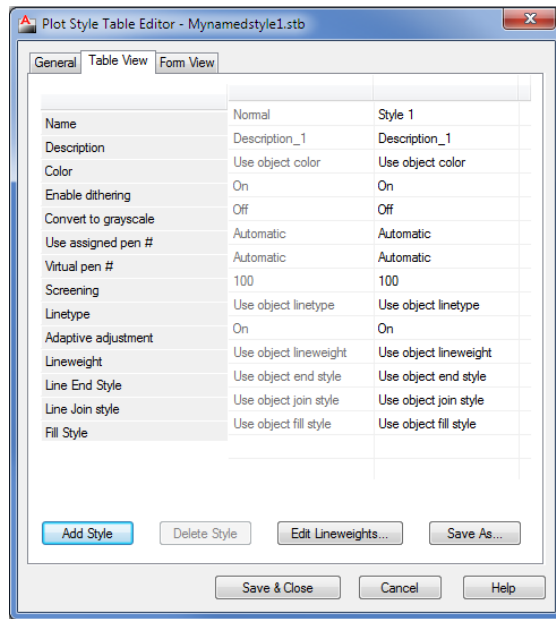 Plot Style Table Editor - Mynamedstyle1.stb
General Table View Form View
Name Normal Style 1
Description Description_1 Description_1
Color Use object color Use object color
Enable dithering On On
Convert to grayscale Off Off
Use assigned pen # Automatic Automatic
Virtual pen # Automatic Automatic
Screening 100 100
Linetype Use object linetype Use object linetype
Adaptive adjustment On On
Lineweight Use object lineweight Use object lineweight
Line End Style Use object end style Use object end style
Line Join style Use object join style Use object join style
Fill Style Use object fill style Use object fill style
Add Style Delete Style Edit Lineweights... Save As...
Save & Close Cancel Help